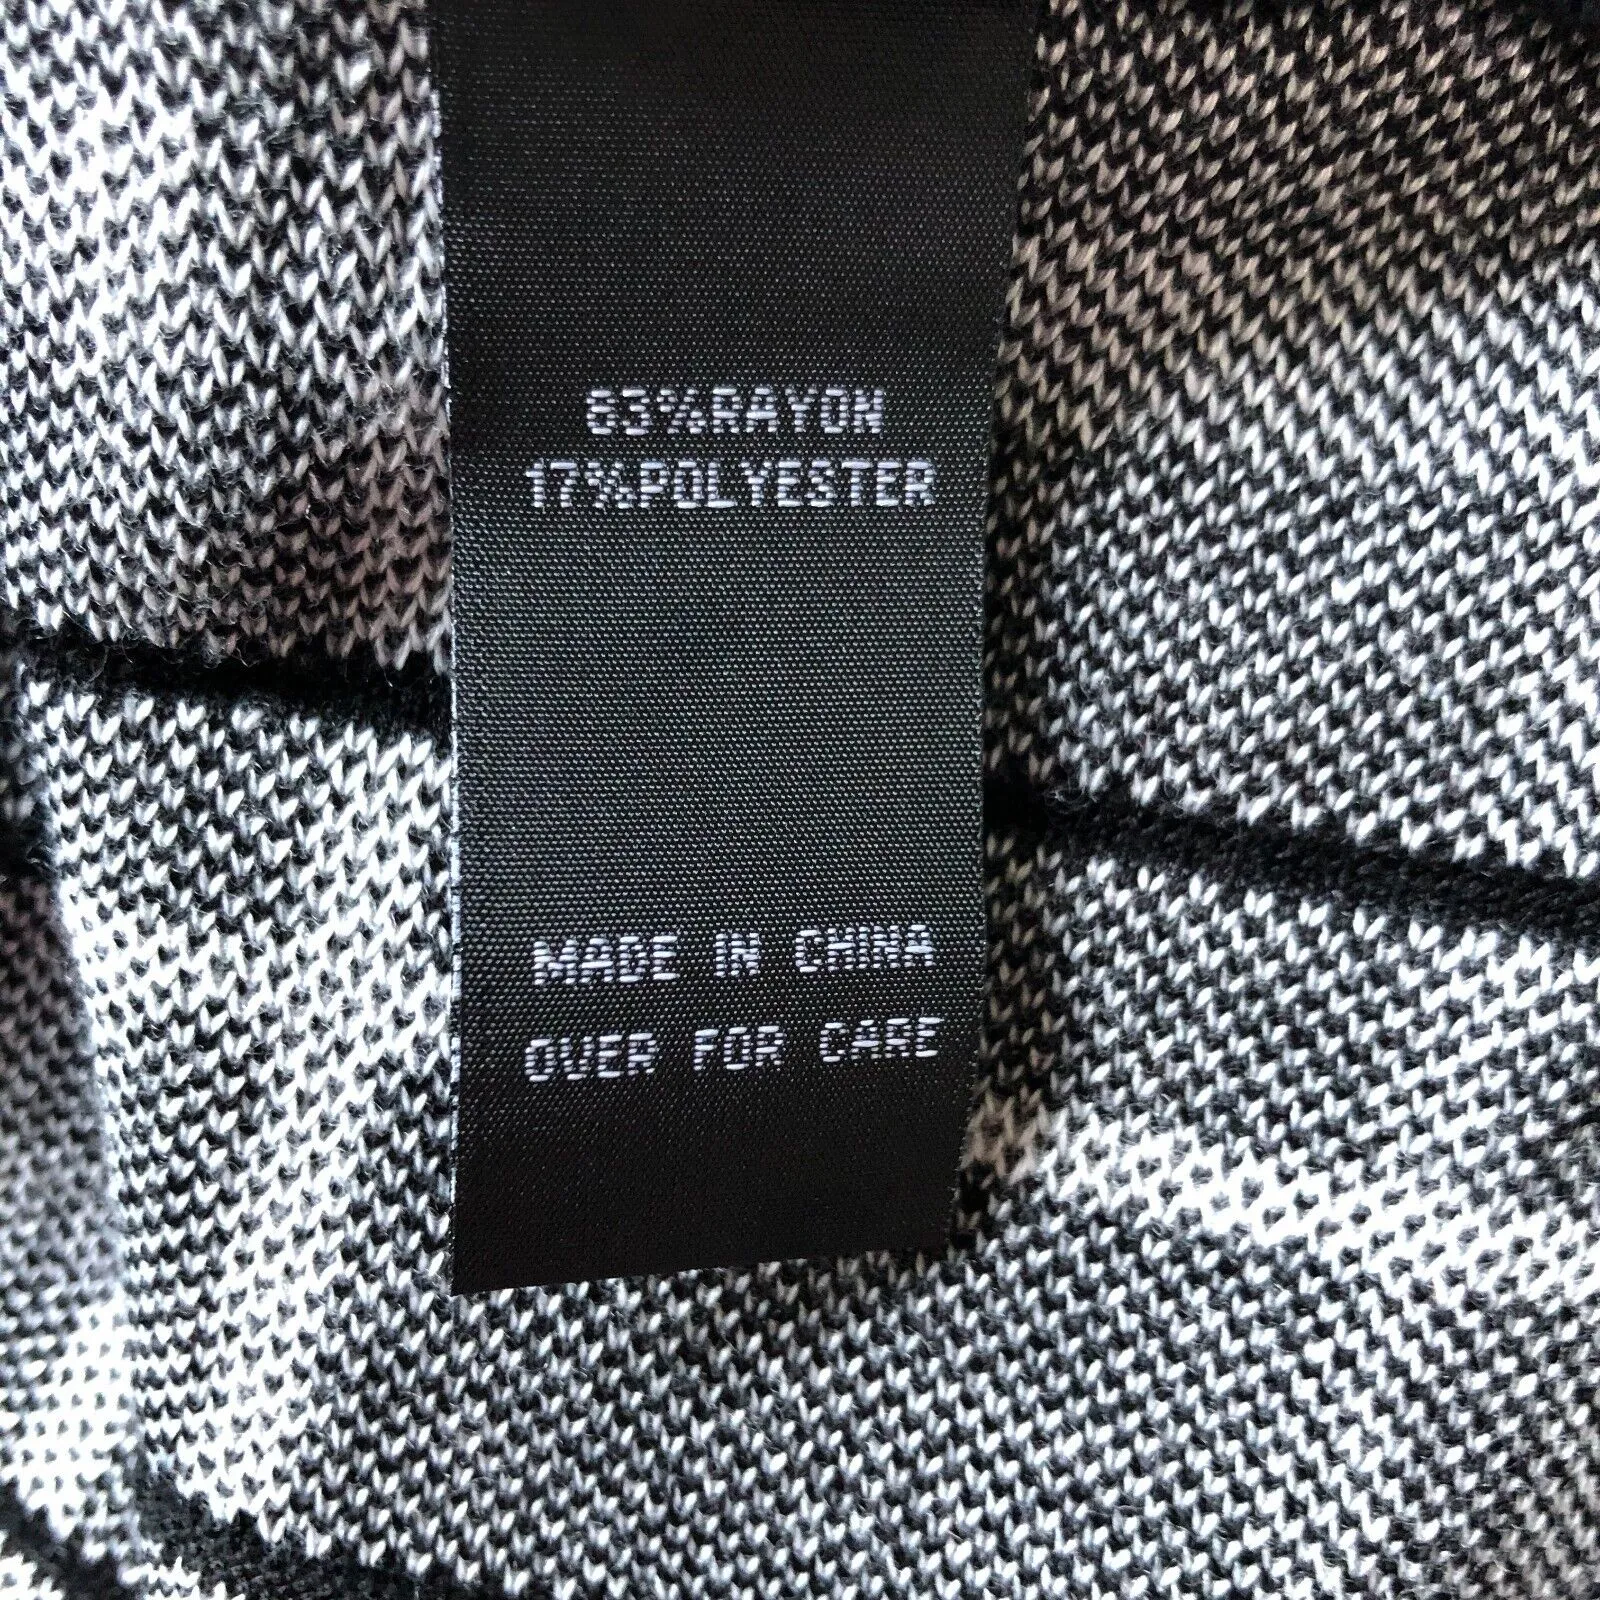 83%RAYON
17%POLYESTER
MADE IN CHINA
OVER FOR CARE